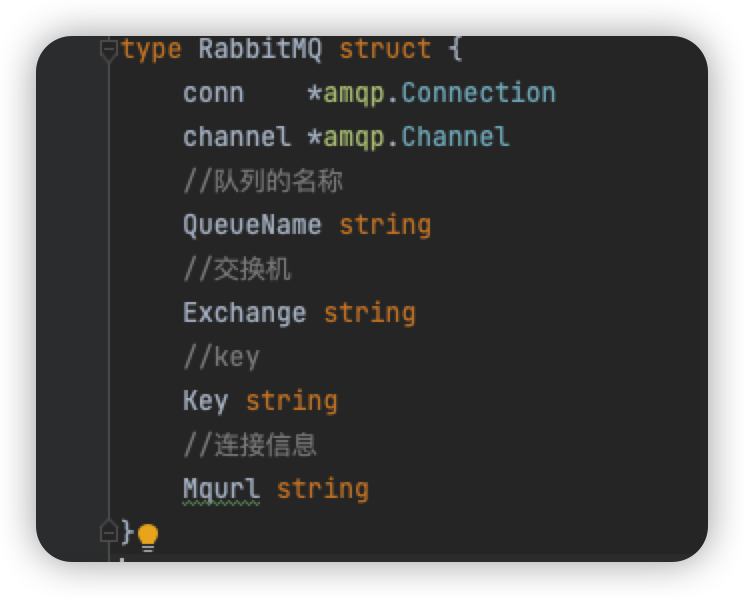 type RabbitMQ struct {
conn    *amqp.Connection
channel *amqp.Channel
//队列的名称
QueueName string
//交换机
Exchange string
//key
Key string
//连接信息
Mqurl string
}